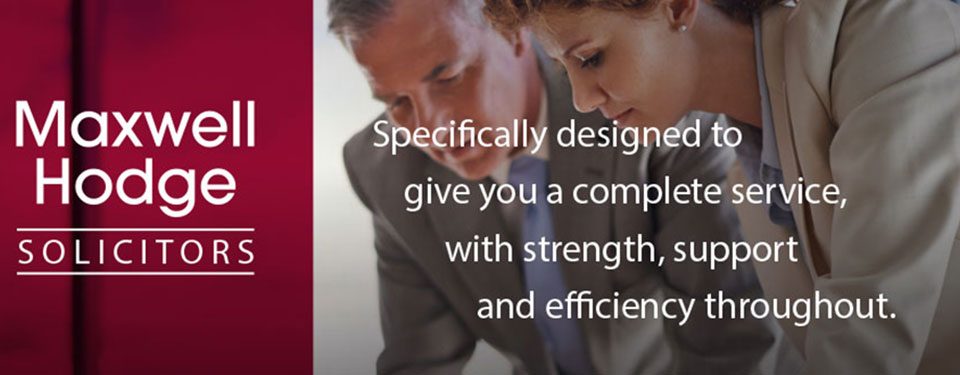 Maxwell
Hodge
SOLICITORS
Specifically designed to
give you a complete service,
with strength, support
and efficiency throughout.